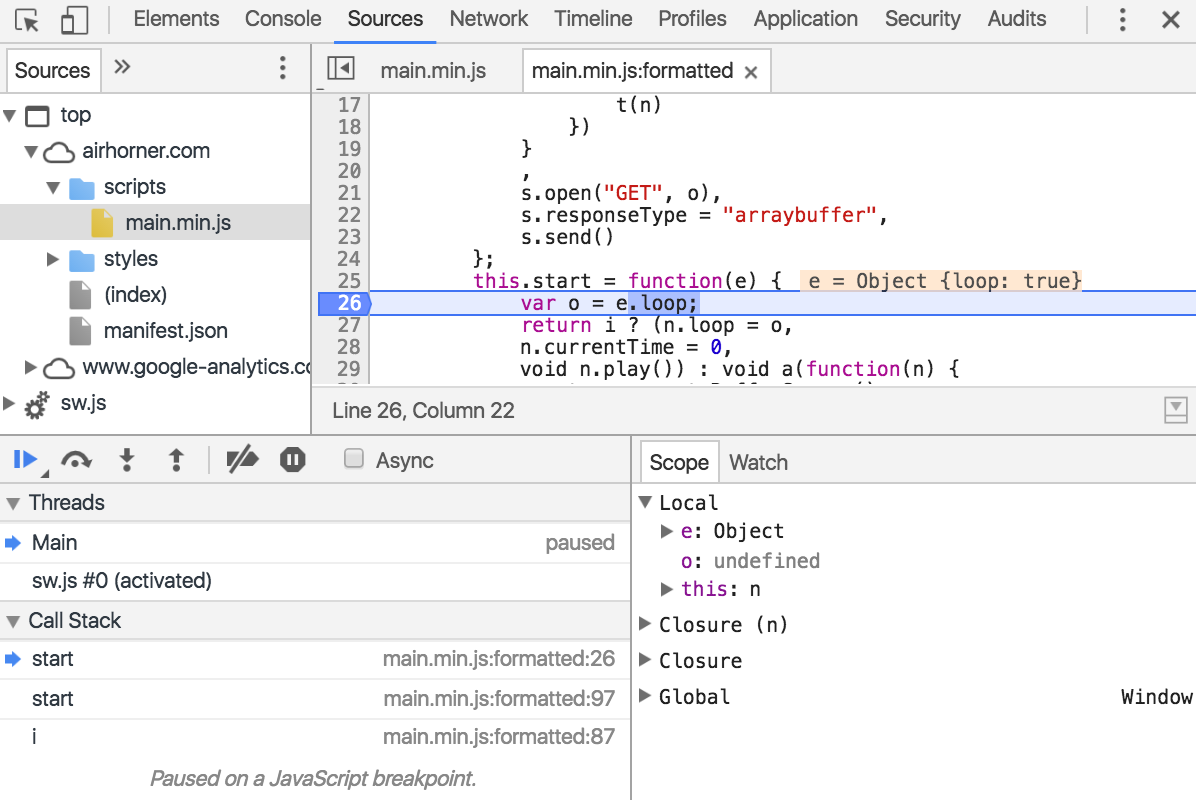 Elements Console Sources Network Timeline Profiles Application Security Audits
Sources »
main.min.js main.min.js:formatted ×
top
airhorner.com
scripts
main.min.js
styles
(index)
manifest.json
www.google-analytics.co
sw.js
17 t(n)
18 })
19 }
20 ,
21 s.open("GET", o),
22 s.responseType = "arraybuffer",
23 s.send()
24 };
25 this.start = function(e) { e = Object {loop: true}
26 var o = e.loop;
27 return i ? (n.loop = o,
28 n.currentTime = 0,
29 void n.play()) : void a(function(n) {
Line 26, Column 22
Async
Threads
Main paused
sw.js #0 (activated)
Call Stack
start main.min.js:formatted:26
start main.min.js:formatted:97
i main.min.js:formatted:87
Paused on a JavaScript breakpoint.
Scope Watch
Local
e: Object
o: undefined
this: n
Closure (n)
Closure
Global Window